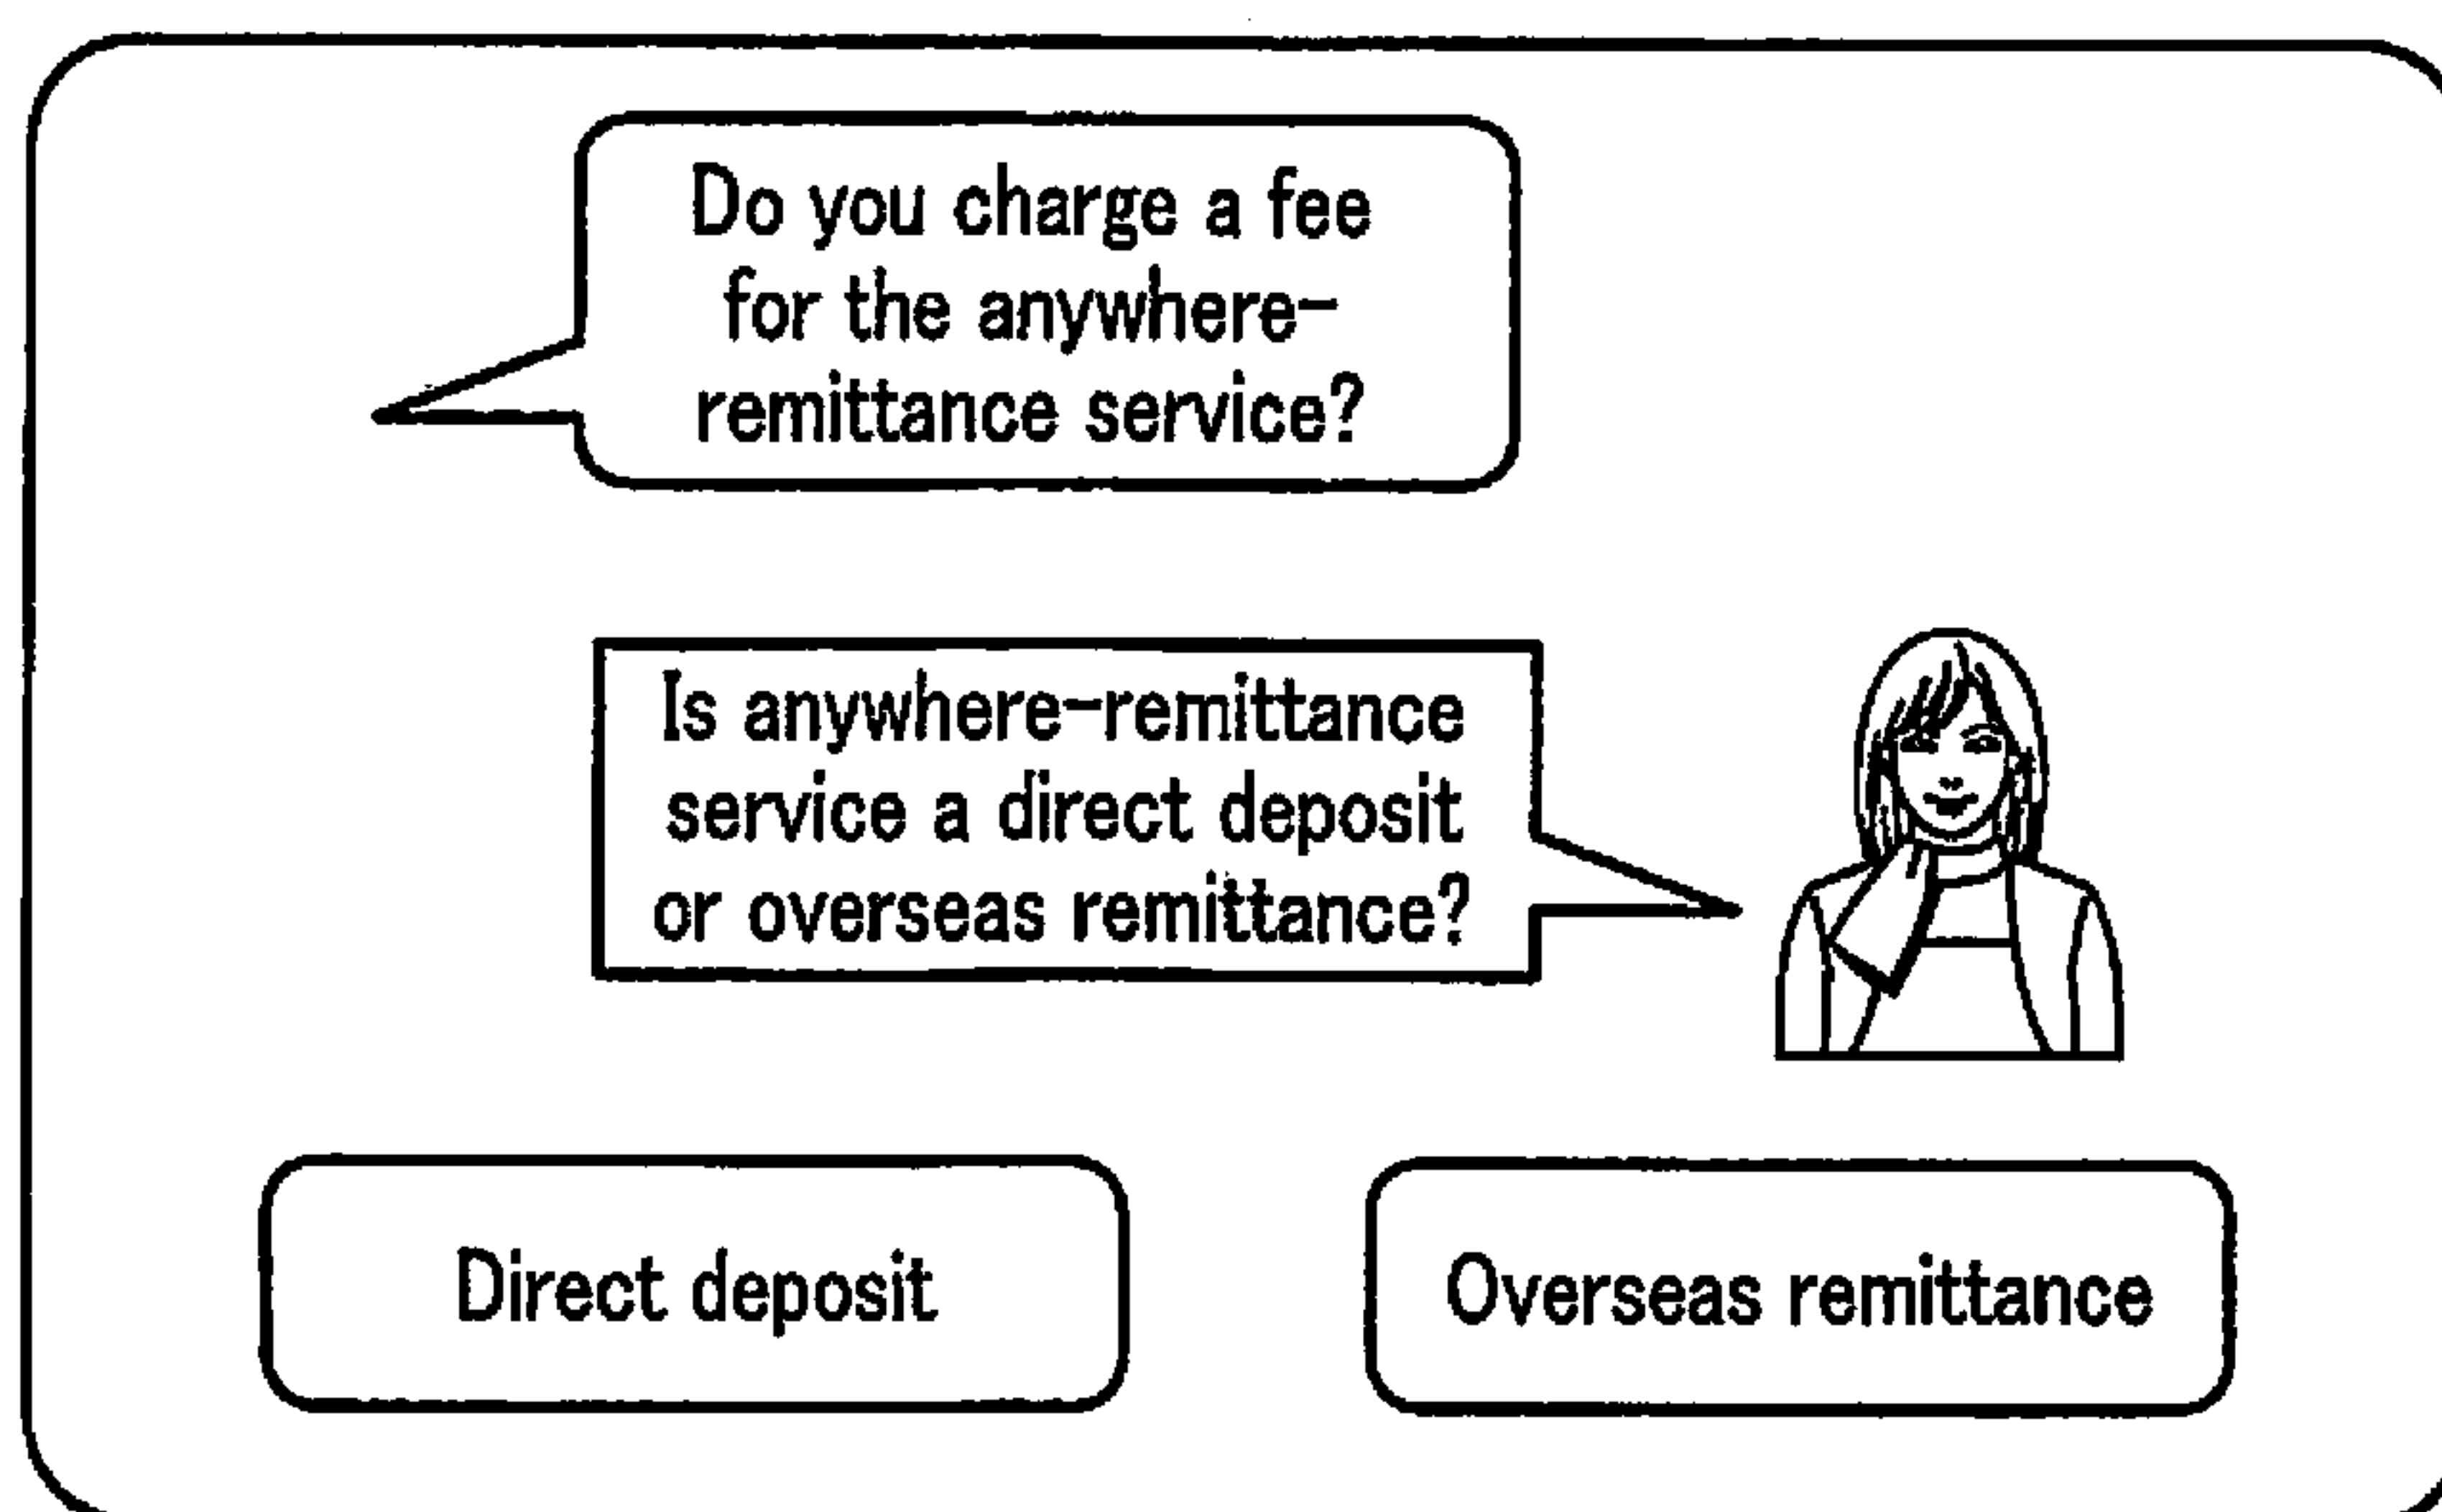 Do you charge a fee
for the anywhere-
remittance service?
Is anywhere-remittance
service a direct deposit
or overseas remittance?
Direct deposit
Overseas remittance